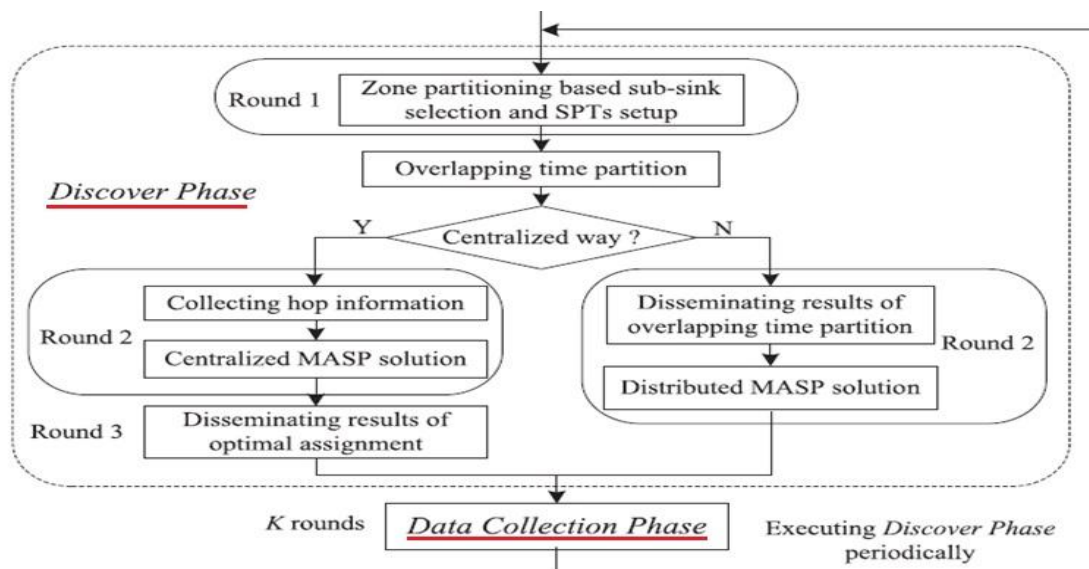 Round 1
Zone partitioning based sub-sink
selection and SPTs setup
Overlapping time partition
Discover Phase
Y
Centralized way ?
N
Round 2
Collecting hop information
Centralized MASP solution
Disseminating results of
overlapping time partition
Distributed MASP solution
Round 2
Round 3
Disseminating results of
optimal assignment
K rounds
Data Collection Phase
Executing Discover Phase
periodically